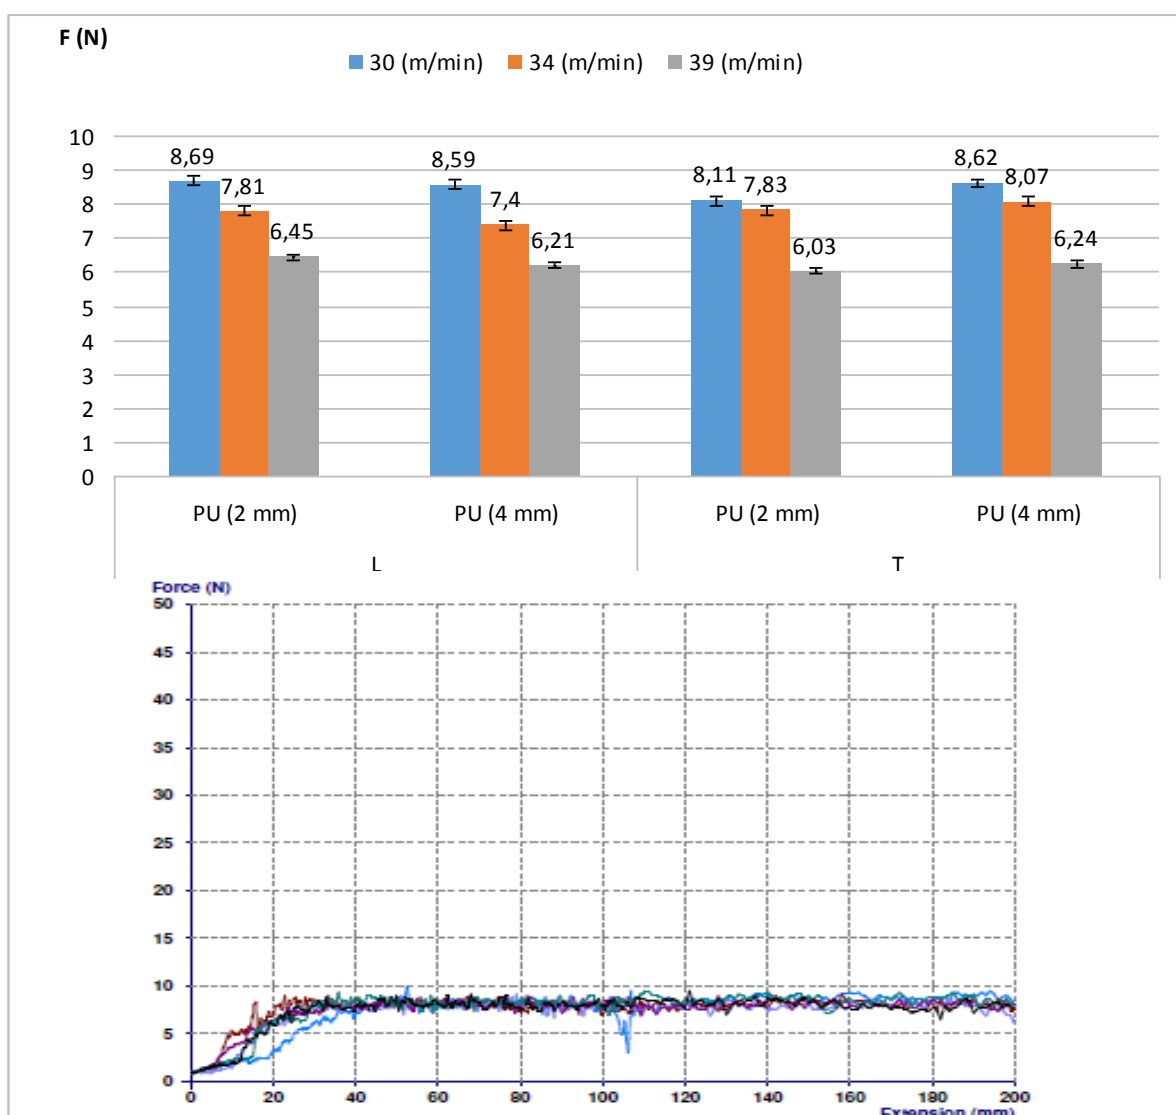 F (N)
30 (m/min) 34 (m/min) 39 (m/min)
10
9
8
7
6
5
4
3
2
1
0
8,69 7,81 6,45
8,59 7,4 6,21
8,11 7,83 6,03
8,62 8,07 6,24
PU (2 mm) PU (4 mm) PU (2 mm) PU (4 mm)
L T
Force (N)
50
45
40
35
30
25
20
15
10
5
0
0 20 40 60 80 100 120 140 160 180 200
Extension (mm)